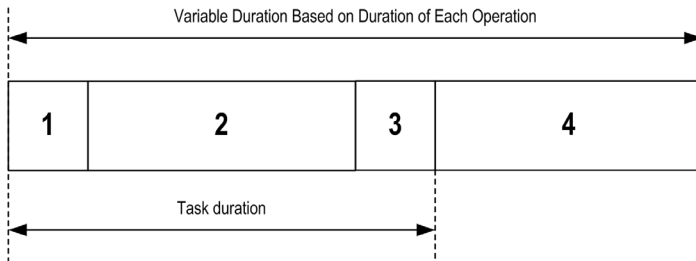 Variable Duration Based on Duration of Each Operation
1 2 3 4
Task duration